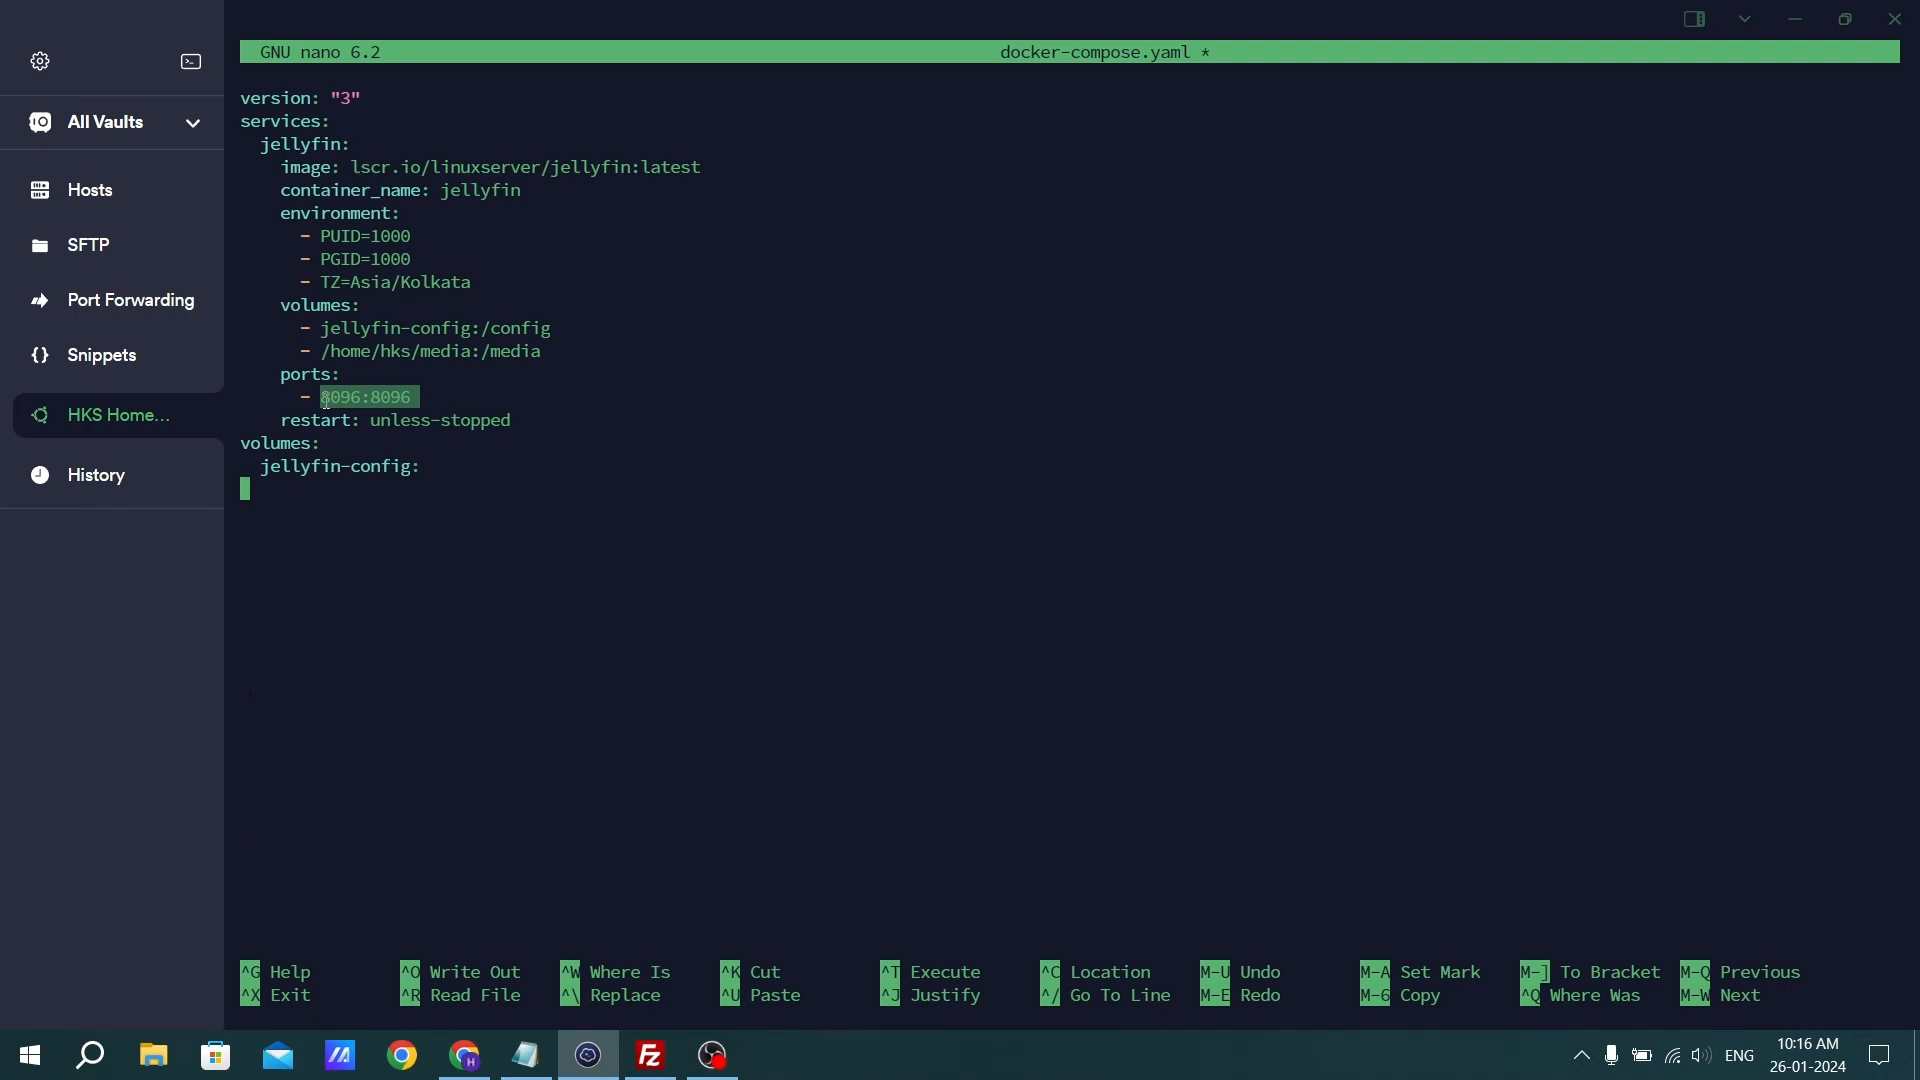 GNU nano 6.2 docker-compose.yaml *
All Vaults
Hosts
SFTP
Port Forwarding
Snippets
HKS Home...
History
version: "3"
services:
  jellyfin:
    image: lscr.io/linuxserver/jellyfin:latest
    container_name: jellyfin
    environment:
      - PUID=1000
      - PGID=1000
      - TZ=Asia/Kolkata
    volumes:
      - jellyfin-config:/config
      - /home/hks/media:/media
    ports:
      - 8096:8096
    restart: unless-stopped
volumes:
  jellyfin-config:
^G Help ^O Write Out ^W Where Is ^K Cut ^T Execute ^C Location M-U Undo M-A Set Mark M-] To Bracket M-Q Previous
^X Exit ^R Read File ^\ Replace ^U Paste ^J Justify ^/ Go To Line M-E Redo M-6 Copy ^Q Where Was M-W Next
H
Fz
ENG
10:16 AM
26-01-2024